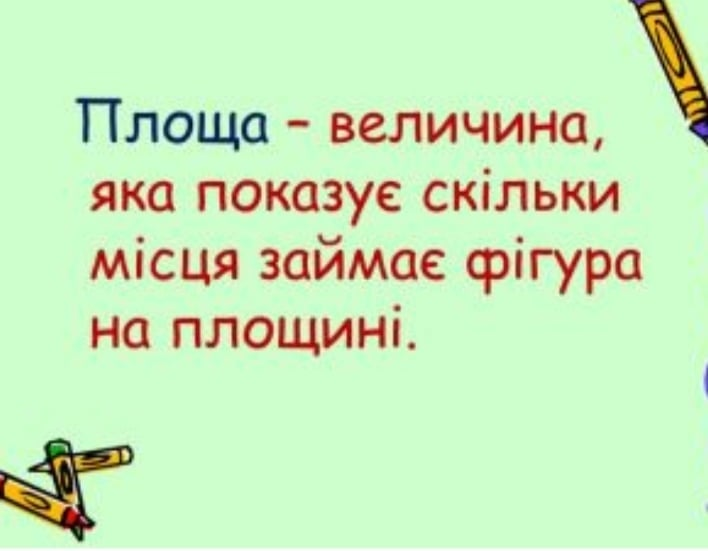 Площа – величина,
яка показує скільки
місця займає фігура
на площині.